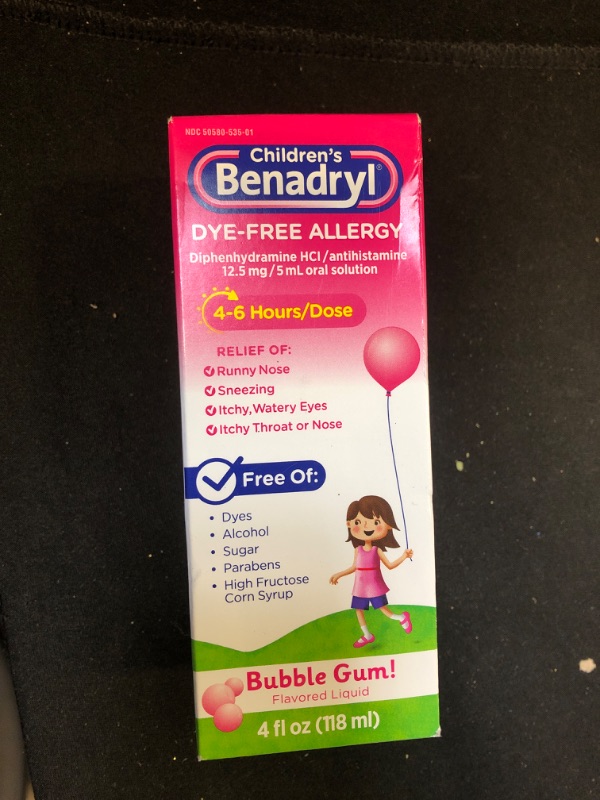 NDC 50580-535-01
Children's
Benadryl®
DYE-FREE ALLERGY
Diphenhydramine HCl/antihistamine
12.5 mg/5 mL oral solution
4-6 Hours/Dose
RELIEF OF:
Runny Nose
Sneezing
Itchy, Watery Eyes
Itchy Throat or Nose
Free Of:
• Dyes
• Alcohol
• Sugar
• Parabens
• High Fructose
Corn Syrup
Bubble Gum!
Flavored Liquid
4 fl oz (118 ml)